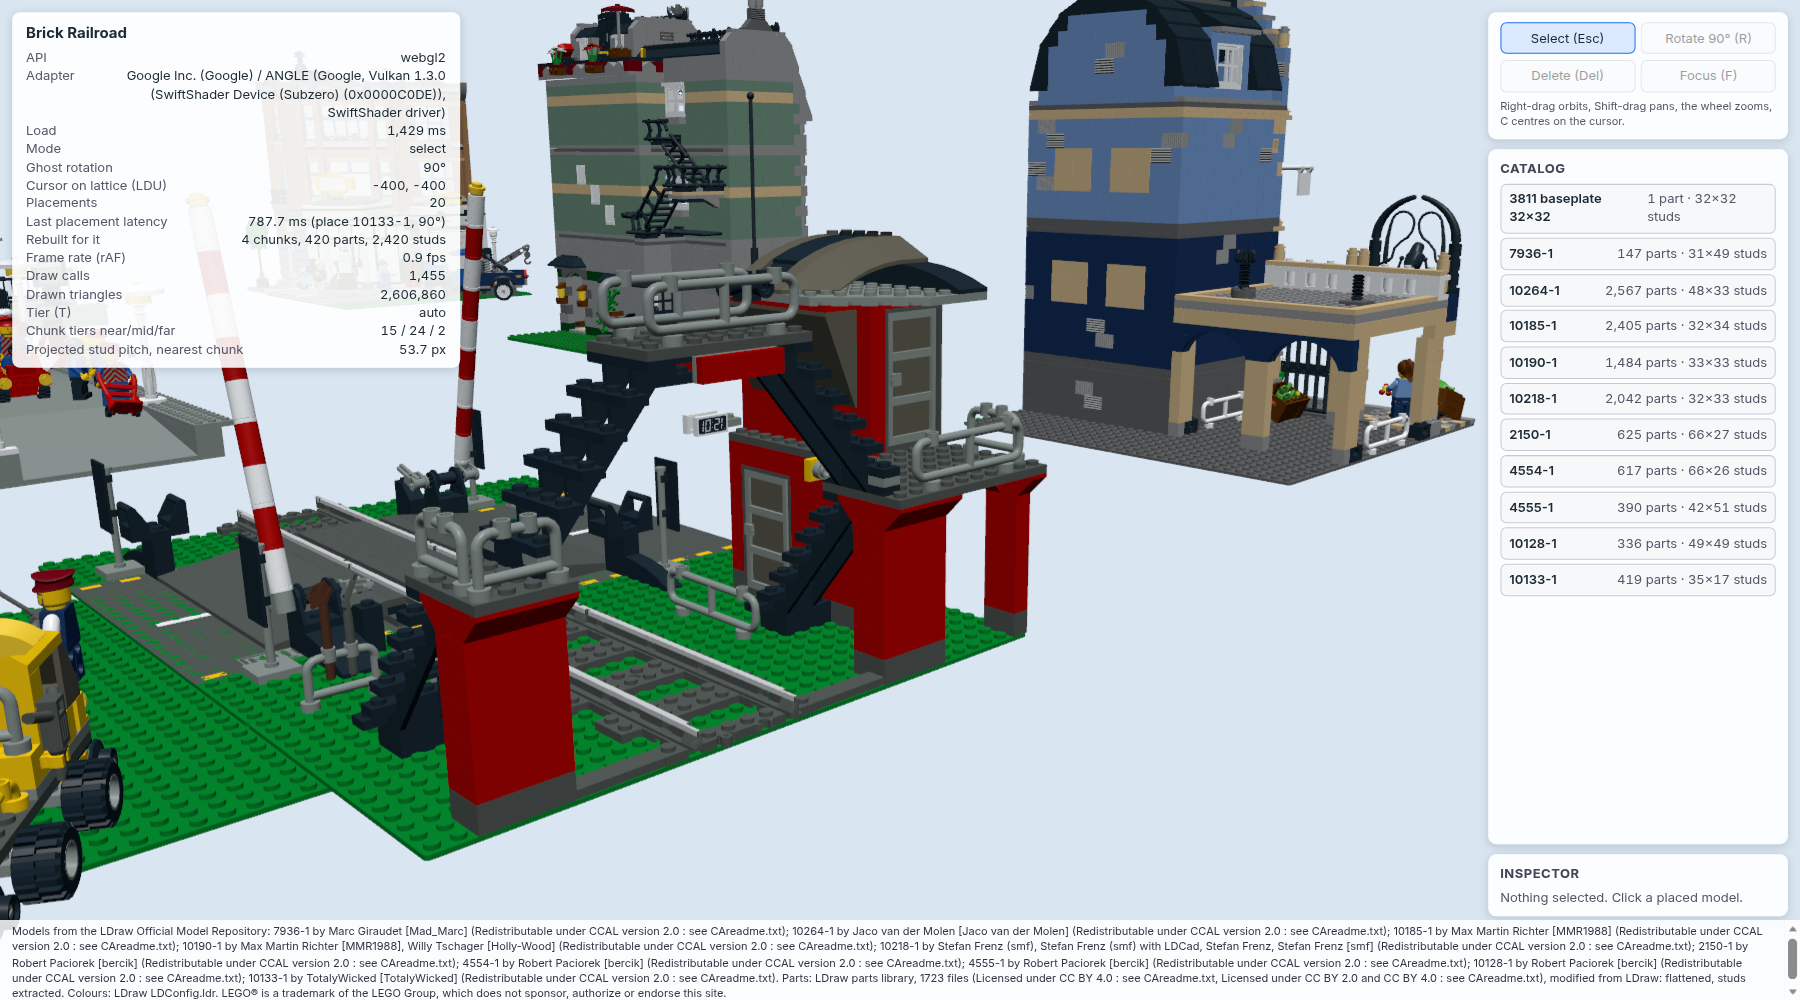 Brick Railroad
API webgl2
Adapter Google Inc. (Google) / ANGLE (Google, Vulkan 1.3.0
(SwiftShader Device (Subzero) (0x0000C0DE)),
SwiftShader driver)
Load 1,429 ms
Mode select
Ghost rotation 90°
Cursor on lattice (LDU) -400, -400
Placements 20
Last placement latency 787.7 ms (place 10133-1, 90°)
Rebuilt for it 4 chunks, 420 parts, 2,420 studs
Frame rate (rAF) 0.9 fps
Draw calls 1,455
Drawn triangles 2,606,860
Tier (T) auto
Chunk tiers near/mid/far 15 / 24 / 2
Projected stud pitch, nearest chunk 53.7 px
10:21
Select (Esc) Rotate 90° (R)
Delete (Del) Focus (F)
Right-drag orbits, Shift-drag pans, the wheel zooms,
C centres on the cursor.
CATALOG
3811 baseplate 1 part · 32×32
32×32 studs
7936-1 147 parts · 31×49 studs
10264-1 2,567 parts · 48×33 studs
10185-1 2,405 parts · 32×34 studs
10190-1 1,484 parts · 33×33 studs
10218-1 2,042 parts · 32×33 studs
2150-1 625 parts · 66×27 studs
4554-1 617 parts · 66×26 studs
4555-1 390 parts · 42×51 studs
10128-1 336 parts · 49×49 studs
10133-1 419 parts · 35×17 studs
INSPECTOR
Nothing selected. Click a placed model.
Models from the LDraw Official Model Repository: 7936-1 by Marc Giraudet [Mad_Marc] (Redistributable under CCAL version 2.0 : see CAreadme.txt); 10264-1 by Jaco van der Molen [Jaco van der Molen] (Redistributable under CCAL version 2.0 : see CAreadme.txt); 10185-1 by Max Martin Richter [MMR1988] (Redistributable under CCAL
version 2.0 : see CAreadme.txt); 10190-1 by Max Martin Richter [MMR1988], Willy Tschager [Holly-Wood] (Redistributable under CCAL version 2.0 : see CAreadme.txt); 10218-1 by Stefan Frenz (smf), Stefan Frenz (smf) with LDCad, Stefan Frenz, Stefan Frenz [smf] (Redistributable under CCAL version 2.0 : see CAreadme.txt); 2150-1 by
Robert Paciorek [bercik] (Redistributable under CCAL version 2.0 : see CAreadme.txt); 4554-1 by Robert Paciorek [bercik] (Redistributable under CCAL version 2.0 : see CAreadme.txt); 4555-1 by Robert Paciorek [bercik] (Redistributable under CCAL version 2.0 : see CAreadme.txt); 10128-1 by Robert Paciorek [bercik] (Redistributable
under CCAL version 2.0 : see CAreadme.txt); 10133-1 by TotalyWicked [TotalyWicked] (Redistributable under CCAL version 2.0 : see CAreadme.txt). Parts: LDraw parts library, 1723 files (Licensed under CC BY 4.0 : see CAreadme.txt, Licensed under CC BY 2.0 and CC BY 4.0 : see CAreadme.txt), modified from LDraw: flattened, studs
extracted. Colours: LDraw LDConfig.ldr. LEGO® is a trademark of the LEGO Group, which does not sponsor, authorize or endorse this site.